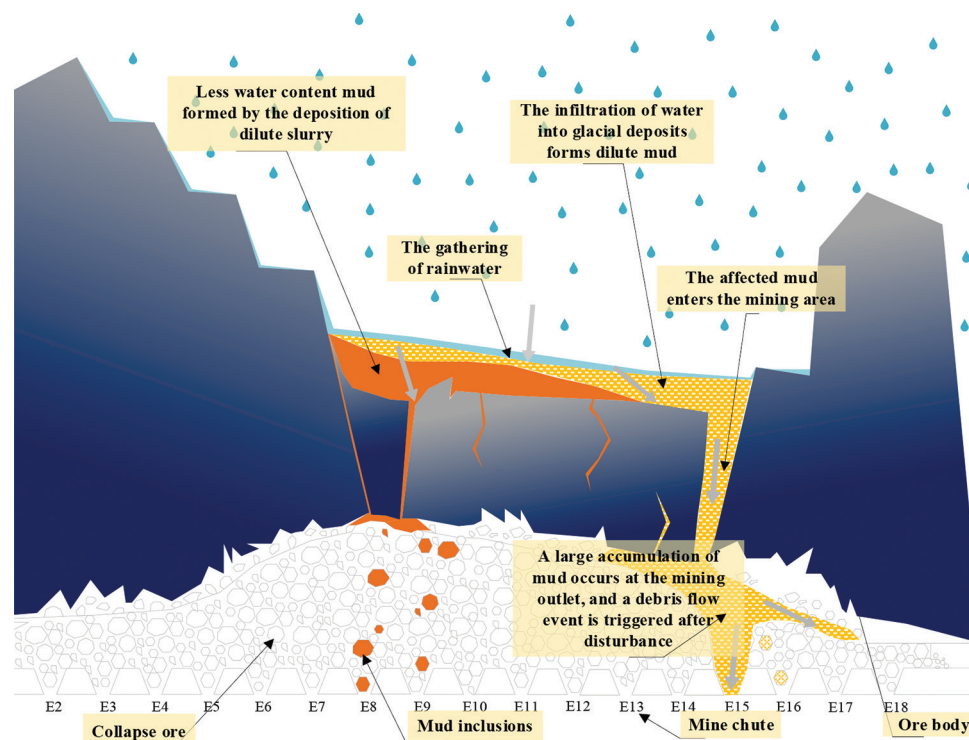 Less water content mud
formed by the deposition of
dilute slurry
The infiltration of water
into glacial deposits
forms dilute mud
The gathering
of rainwater
The affected mud
enters the mining area
A large accumulation of
mud occurs at the mining
outlet, and a debris flow
event is triggered after
disturbance
E2 E3 E4 E5 E6 E7 E8 E9 E10 E11 E12 E13 E14 E15 E16 E17 E18
Collapse ore
Mud inclusions
Mine chute
Ore body